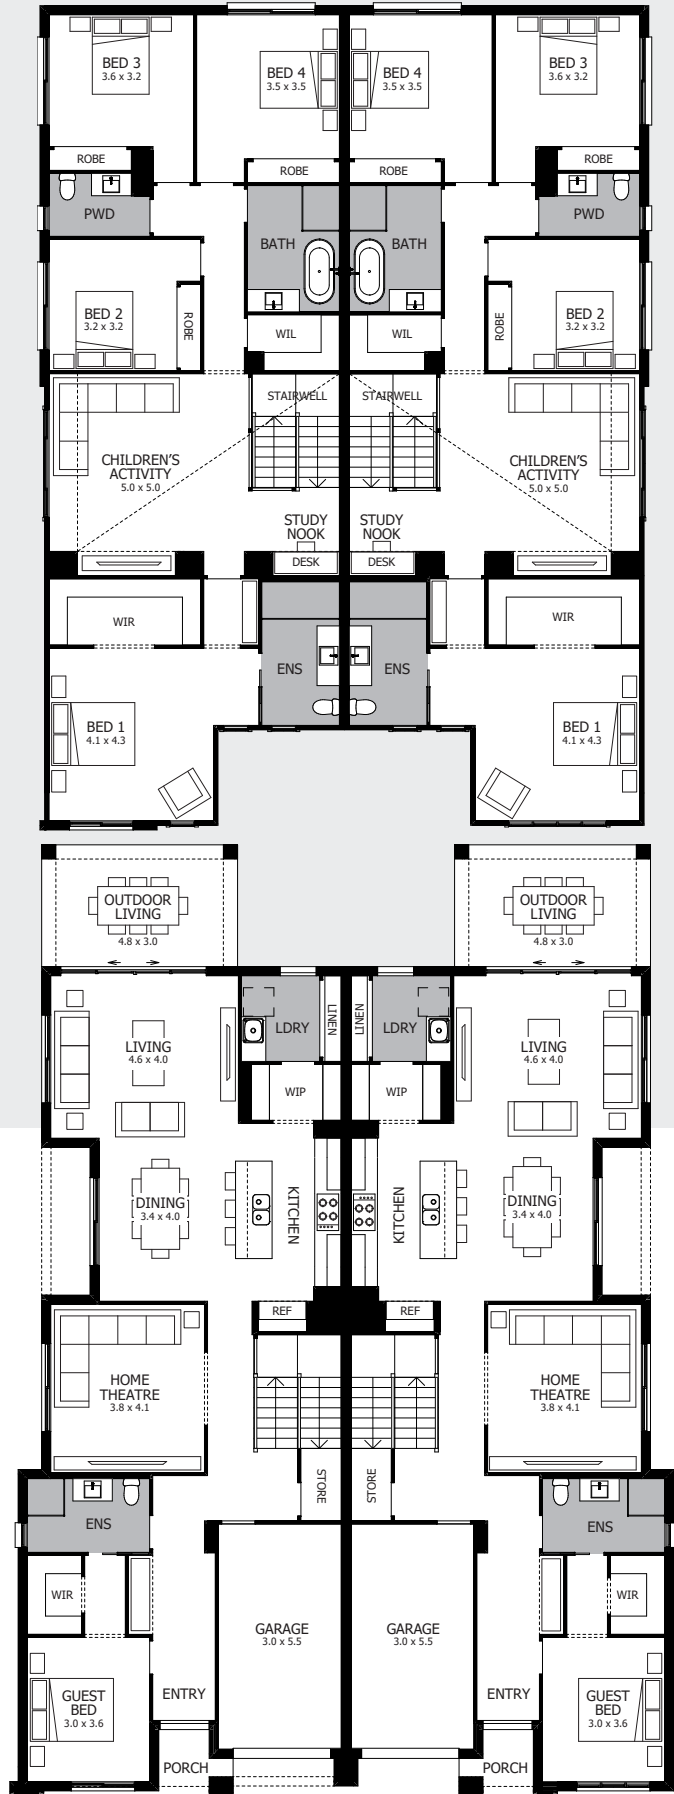 BED 3
3.6 x 3.2
BED 4
3.5 x 3.5
BED 4
3.5 x 3.5
BED 3
3.6 x 3.2
ROBE
ROBE
ROBE
ROBE
PWD
BATH
BATH
PWD
BED 2
3.2 x 3.2
ROBE
WIL
WIL
ROBE
BED 2
3.2 x 3.2
STAIRWELL
STAIRWELL
CHILDREN'S
ACTIVITY
5.0 x 5.0
CHILDREN'S
ACTIVITY
5.0 x 5.0
STUDY
NOOK
DESK
STUDY
NOOK
DESK
WIR
ENS
ENS
WIR
BED 1
4.1 x 4.3
BED 1
4.1 x 4.3
OUTDOOR
LIVING
4.8 x 3.0
OUTDOOR
LIVING
4.8 x 3.0
LDRY
LINEN
LINEN
LDRY
LIVING
4.6 x 4.0
LIVING
4.6 x 4.0
WIP
WIP
DINING
3.4 x 4.0
KITCHEN
KITCHEN
DINING
3.4 x 4.0
REF
REF
HOME
THEATRE
3.8 x 4.1
HOME
THEATRE
3.8 x 4.1
STORE
STORE
ENS
ENS
WIR
WIR
GARAGE
3.0 x 5.5
GARAGE
3.0 x 5.5
GUEST
BED
3.0 x 3.6
ENTRY
ENTRY
GUEST
BED
3.0 x 3.6
PORCH
PORCH